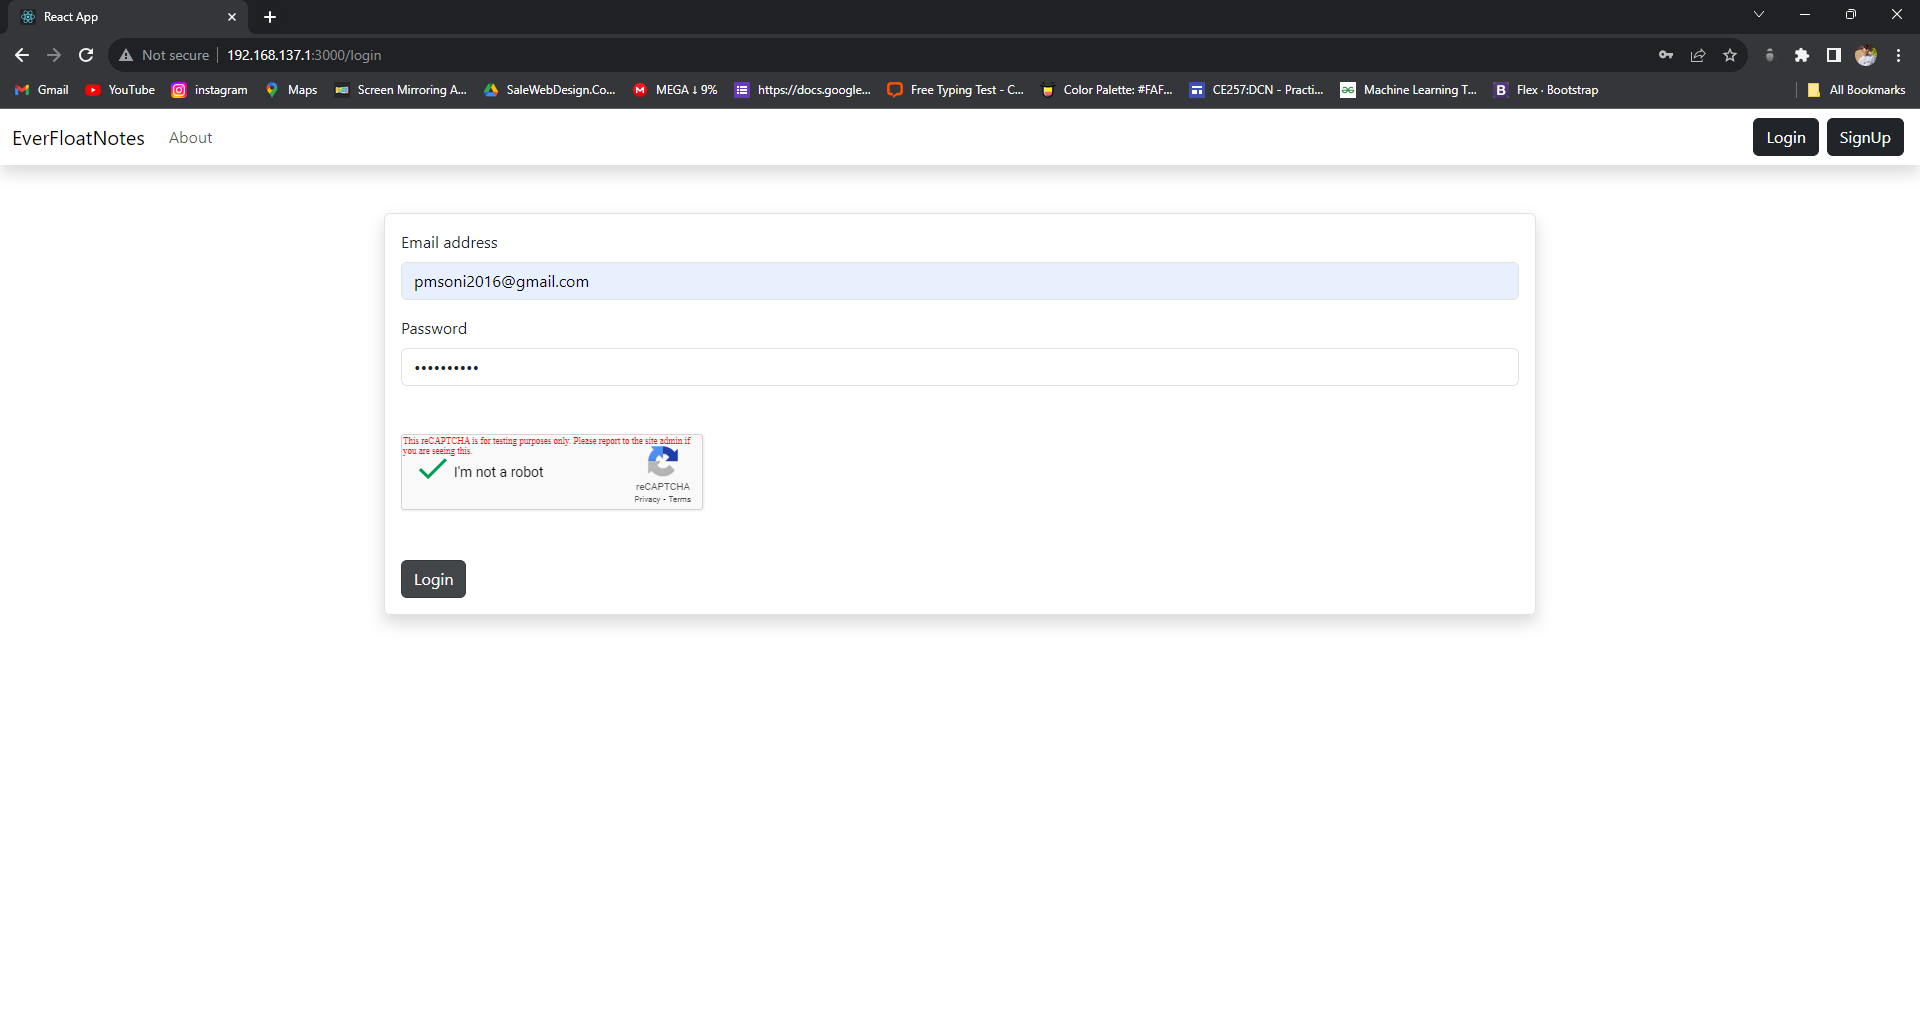 React App
Not secure 192.168.137.1:3000/login
Gmail YouTube instagram Maps Screen Mirroring A... SaleWebDesign.Co... MEGA ⭣ 9% https://docs.google... Free Typing Test - C... Color Palette: #FAF... CE257:DCN - Practi... Machine Learning T... B Flex · Bootstrap All Bookmarks
EverFloatNotes About Login SignUp
Email address
pmsoni2016@gmail.com
Password
••••••••••
This reCAPTCHA is for testing purposes only. Please report to the site admin if
you are seeing this.
I'm not a robot
reCAPTCHA
Privacy - Terms
Login